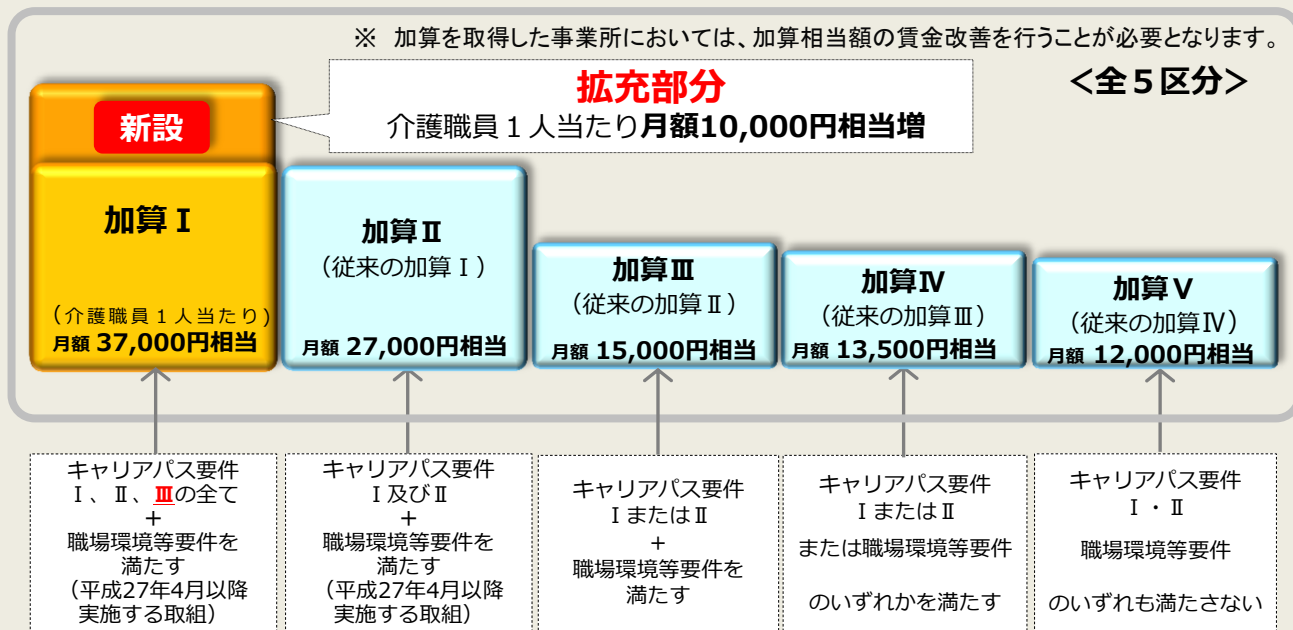 ※ 加算を取得した事業所においては、加算相当額の賃金改善を行うことが必要となります。
<全５区分>
拡充部分
介護職員１人当たり月額10,000円相当増
新設
加算Ⅰ
（介護職員１人当たり）
月額 37,000円相当
加算Ⅱ
（従来の加算Ⅰ）
月額 27,000円相当
加算Ⅲ
（従来の加算Ⅱ）
月額 15,000円相当
加算Ⅳ
（従来の加算Ⅲ）
月額 13,500円相当
加算Ⅴ
（従来の加算Ⅳ）
月額 12,000円相当
キャリアパス要件
Ⅰ、Ⅱ、Ⅲの全て
+
職場環境等要件を
満たす
（平成27年4月以降
実施する取組）
キャリアパス要件
Ⅰ及びⅡ
+
職場環境等要件を
満たす
（平成27年4月以降
実施する取組）
キャリアパス要件
ⅠまたはⅡ
+
職場環境等要件を
満たす
キャリアパス要件
ⅠまたはⅡ
または職場環境等要件
のいずれかを満たす
キャリアパス要件
Ⅰ・Ⅱ
職場環境等要件
のいずれも満たさない